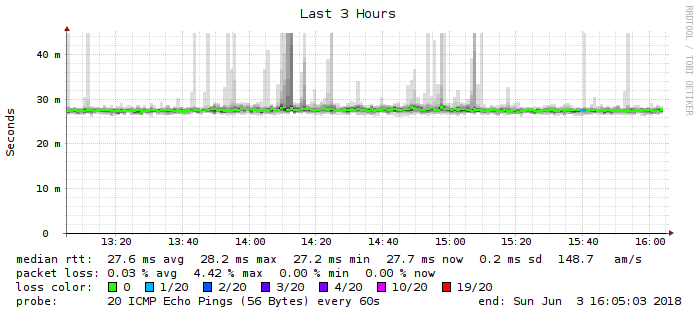 Last 3 Hours
RRDTOOL / TOBI OETIKER
Seconds
40 m
30 m
20 m
10 m
0
13:20 13:40 14:00 14:20 14:40 15:00 15:20 15:40 16:00
median rtt: 27.6 ms avg 28.2 ms max 27.2 ms min 27.7 ms now 0.2 ms sd 148.7 am/s
packet loss: 0.03 % avg 4.42 % max 0.00 % min 0.00 % now
loss color: 0 1/20 2/20 3/20 4/20 10/20 19/20
probe: 20 ICMP Echo Pings (56 Bytes) every 60s end: Sun Jun 3 16:05:03 2018